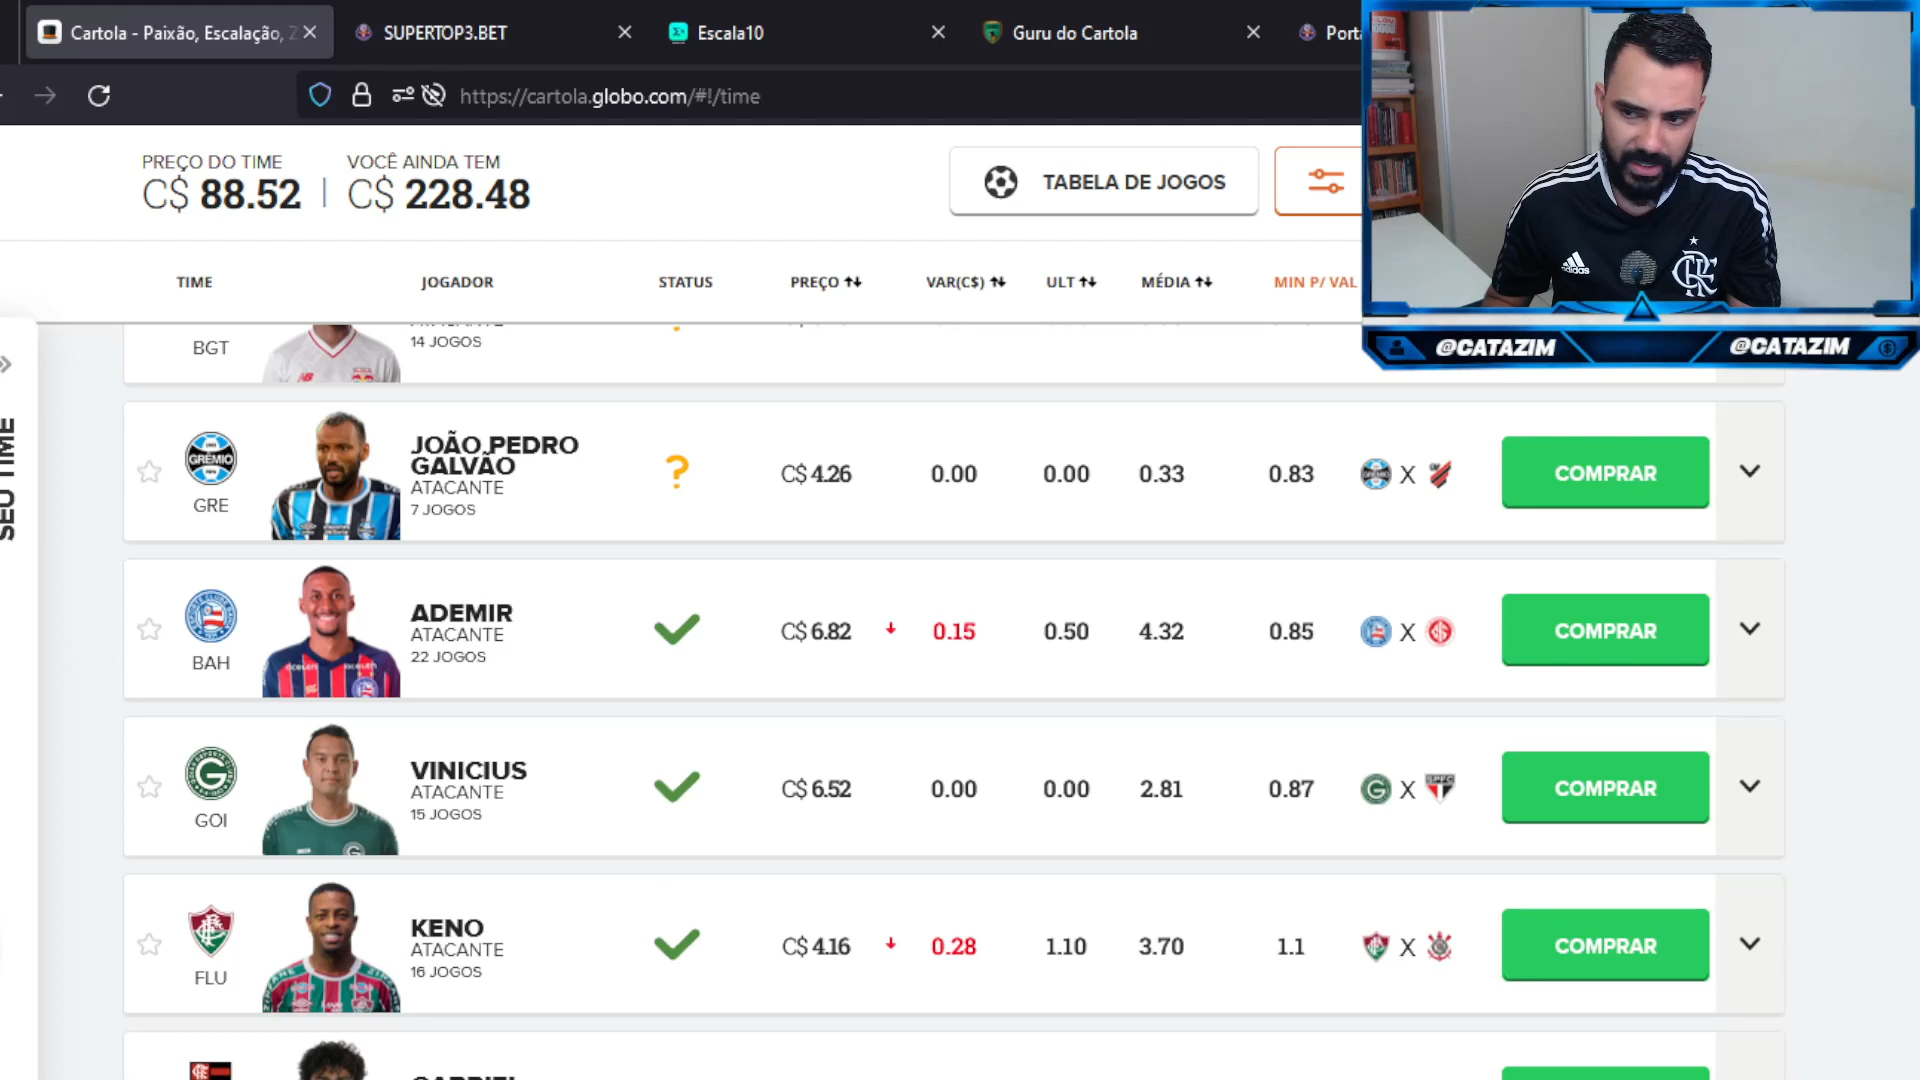 Cartola - Paixão, Escalação, Z
SUPERTOP3.BET
Escala10
Guru do Cartola
Porta
https://cartola.globo.com/#!/time
PREÇO DO TIME
C$ 88.52
VOCÊ AINDA TEM
C$ 228.48
TABELA DE JOGOS
@CATAZIM
@CATAZIM
adidas
TIME
JOGADOR
STATUS
PREÇO
VAR(C$)
ULT
MÉDIA
MIN P/ VAL
SEU TIME
BGT
ATACANTE
14 JOGOS
GRÊMIO
GRE
JOÃO PEDRO
GALVÃO
ATACANTE
7 JOGOS
?
C$ 4.26
0.00
0.00
0.33
0.83
X
COMPRAR
BAH
ADEMIR
ATACANTE
22 JOGOS
C$ 6.82
0.15
0.50
4.32
0.85
X
COMPRAR
GOI
VINICIUS
ATACANTE
15 JOGOS
C$ 6.52
0.00
0.00
2.81
0.87
X
COMPRAR
FLU
KENO
ATACANTE
16 JOGOS
C$ 4.16
0.28
1.10
3.70
1.1
X
COMPRAR
GABRIEL